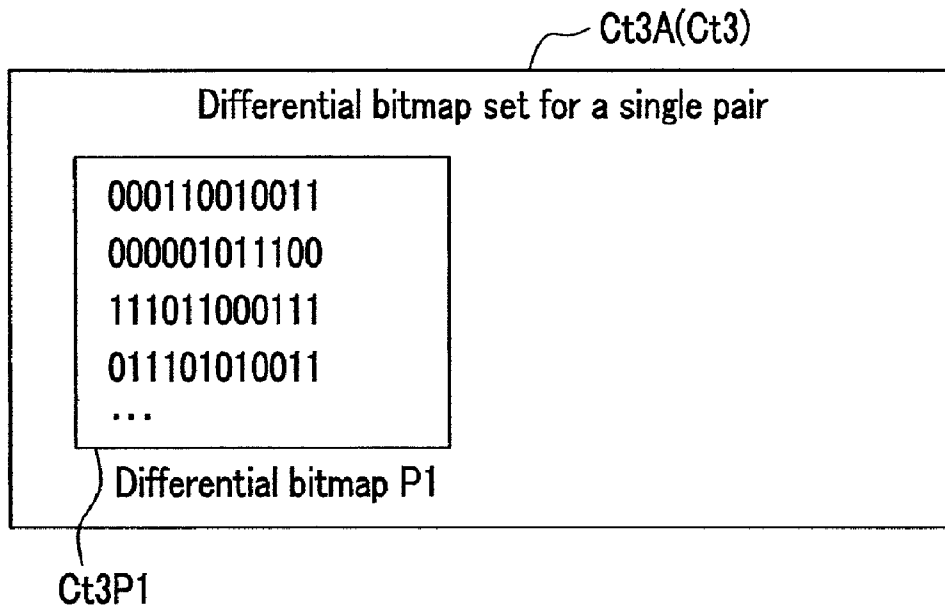 Ct3A(Ct3)
Differential bitmap set for a single pair
000110010011
000001011100
111011000111
011101010011
...
Differential bitmap P1
Ct3P1